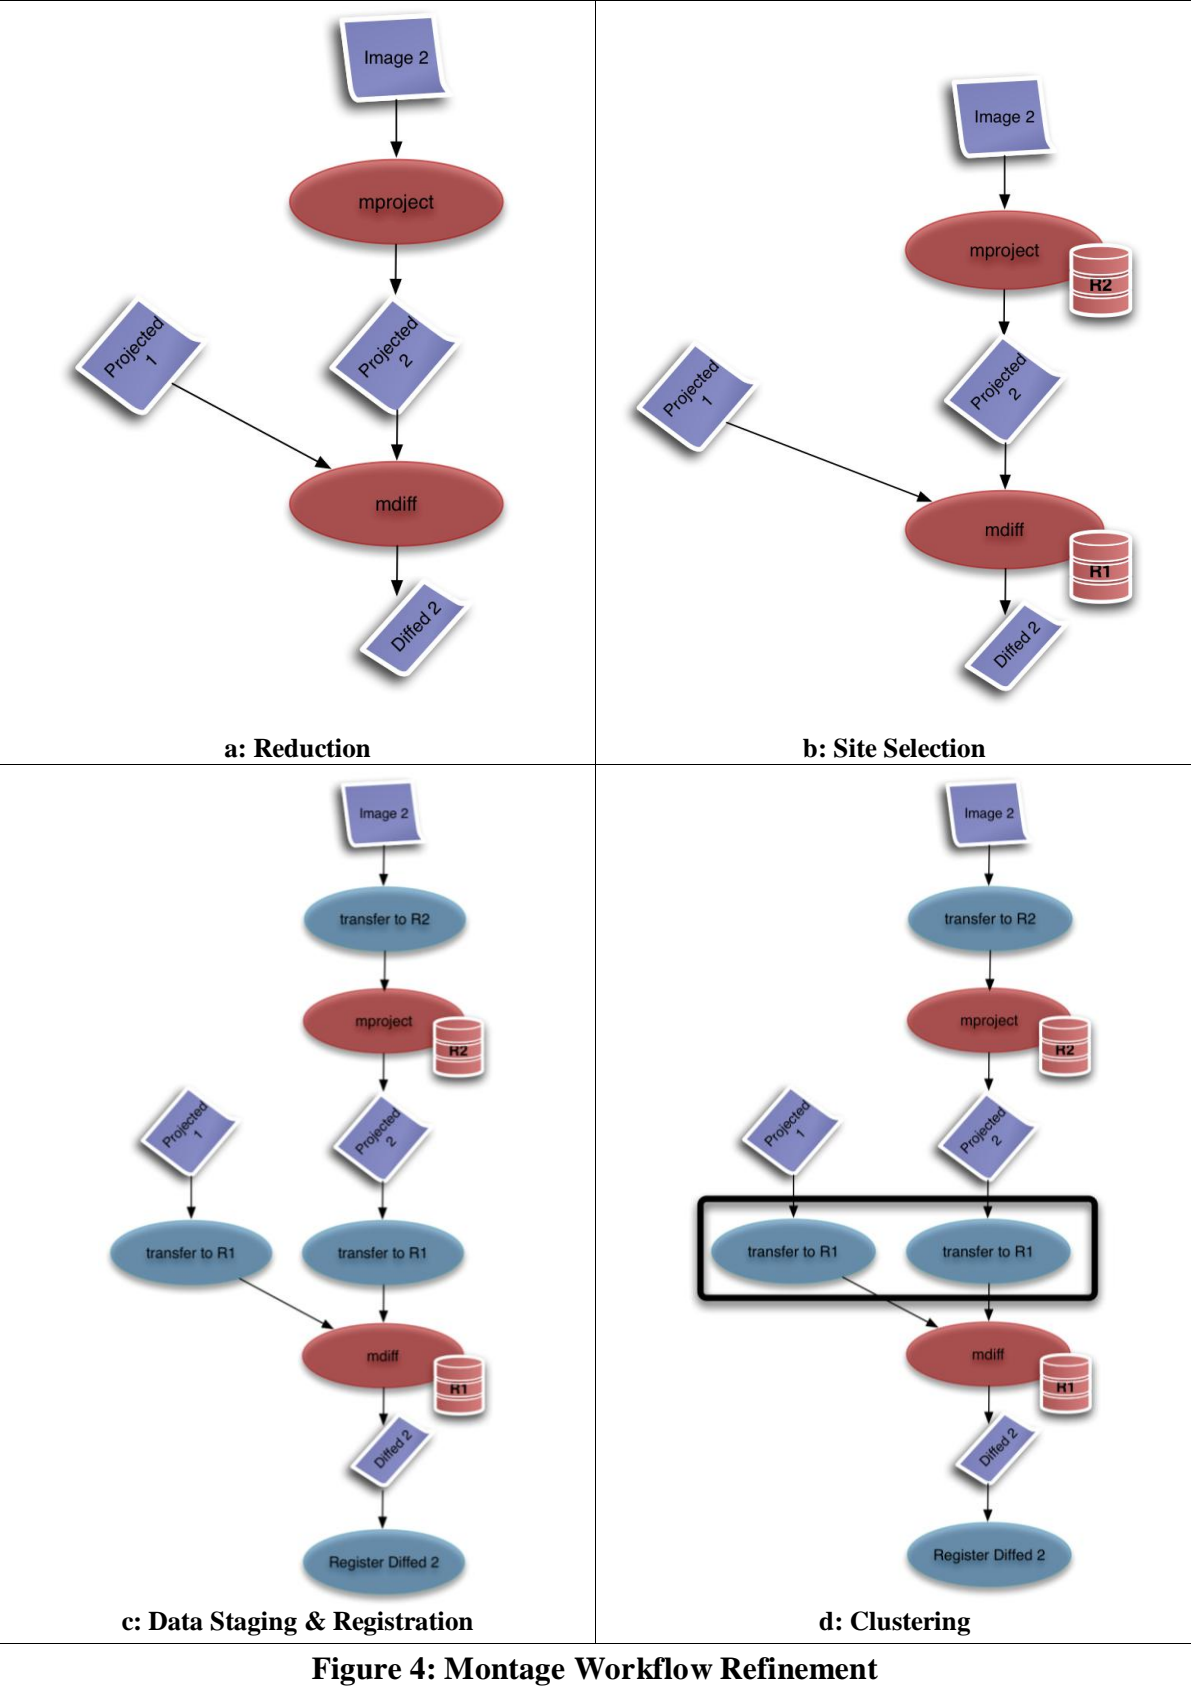 Image 2
mproject
Projected
1
Projected
2
mdiff
Diffed 2
a: Reduction
Image 2
mproject
R2
Projected
1
Projected
2
mdiff
R1
Diffed 2
b: Site Selection
Image 2
transfer to R2
mproject
R2
Projected
1
Projected
2
transfer to R1
transfer to R1
mdiff
R1
Diffed 2
Register Diffed 2
c: Data Staging & Registration
Image 2
transfer to R2
mproject
R2
Projected
1
Projected
2
transfer to R1
transfer to R1
mdiff
R1
Diffed 2
Register Diffed 2
d: Clustering
Figure 4: Montage Workflow Refinement